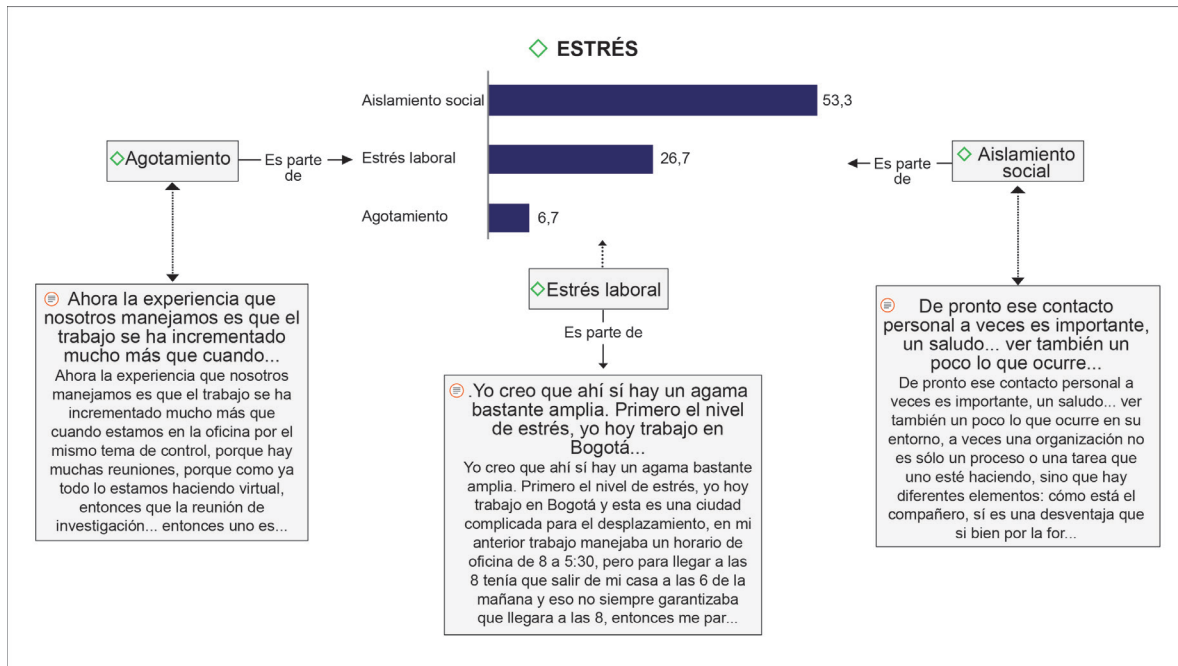 ESTRÉS
Aislamiento social
53,3
Estrés laboral
26,7
Agotamiento
6,7
Agotamiento
Es parte
de
Es parte
de
Aislamiento
social
Estrés laboral
Es parte de
Ahora la experiencia que
nosotros manejamos es que el
trabajo se ha incrementado
mucho más que cuando...
Ahora la experiencia que nosotros
manejamos es que el trabajo se ha
incrementado mucho más que
cuando estamos en la oficina por el
mismo tema de control, porque hay
muchas reuniones, porque como ya
todo lo estamos haciendo virtual,
entonces que la reunión de
investigación... entonces uno es...
.Yo creo que ahí sí hay un agama
bastante amplia. Primero el nivel
de estrés, yo hoy trabajo en
Bogotá...
Yo creo que ahí sí hay un agama bastante
amplia. Primero el nivel de estrés, yo hoy
trabajo en Bogotá y esta es una ciudad
complicada para el desplazamiento, en mi
anterior trabajo manejaba un horario de
oficina de 8 a 5:30, pero para llegar a las
8 tenía que salir de mi casa a las 6 de la
mañana y eso no siempre garantizaba
que llegara a las 8, entonces me par...
De pronto ese contacto
personal a veces es importante,
un saludo... ver también un
poco lo que ocurre...
De pronto ese contacto personal a
veces es importante, un saludo... ver
también un poco lo que ocurre en su
entorno, a veces una organización no
es sólo un proceso o una tarea que
uno esté haciendo, sino que hay
diferentes elementos: cómo está el
compañero, sí es una desventaja que
si bien por la for...